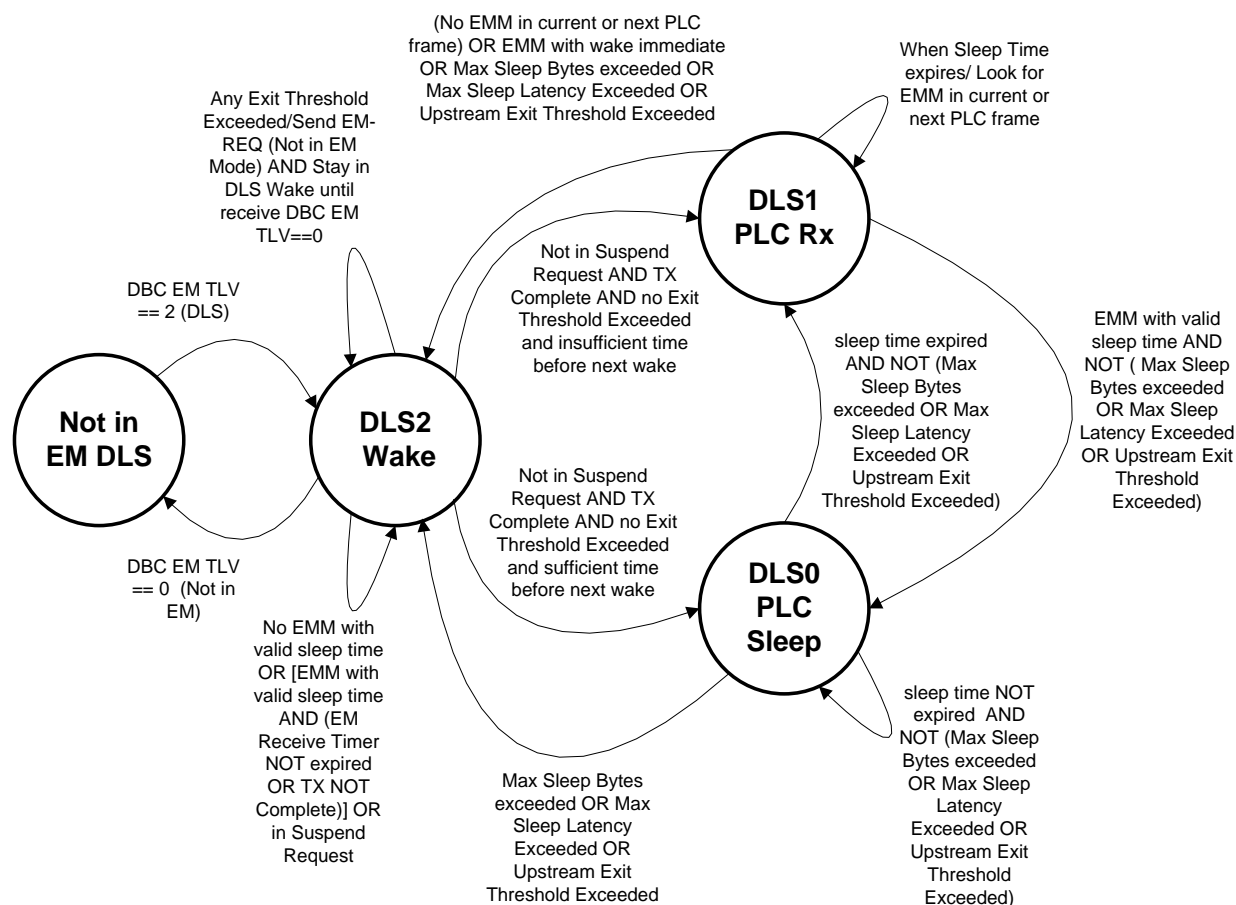 (No EMM in current or next PLC
frame) OR EMM with wake immediate
OR Max Sleep Bytes exceeded OR
Max Sleep Latency Exceeded OR
Upstream Exit Threshold Exceeded
When Sleep Time
expires/ Look for
EMM in current or
next PLC frame
Any Exit Threshold
Exceeded/Send EM-
REQ (Not in EM
Mode) AND Stay in
DLS Wake until
receive DBC EM
TLV==0
DLS1
PLC Rx
Not in Suspend
Request AND TX
Complete AND no Exit
Threshold Exceeded
and insufficient time
before next wake
DBC EM TLV
== 2 (DLS)
EMM with valid
sleep time AND
NOT ( Max Sleep
Bytes exceeded
OR Max Sleep
Latency Exceeded
OR Upstream Exit
Threshold
Exceeded)
sleep time expired
AND NOT (Max
Sleep Bytes
exceeded OR Max
Sleep Latency
Exceeded OR
Upstream Exit
Threshold Exceeded)
Not in
EM DLS
DLS2
Wake
Not in Suspend
Request AND TX
Complete AND no Exit
Threshold Exceeded
and sufficient time
before next wake
DBC EM TLV
== 0 (Not in
EM)
DLS0
PLC
Sleep
No EMM with
valid sleep time
OR [EMM with
valid sleep time
AND (EM
Receive Timer
NOT expired
OR TX NOT
Complete)] OR
in Suspend
Request
Max Sleep Bytes
exceeded OR Max
Sleep Latency
Exceeded OR
Upstream Exit
Threshold Exceeded
sleep time NOT
expired AND
NOT (Max Sleep
Bytes exceeded
OR Max Sleep
Latency
Exceeded OR
Upstream Exit
Threshold
Exceeded)